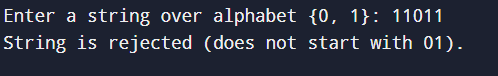 Enter a string over alphabet {0, 1}: 11011
String is rejected (does not start with 01).